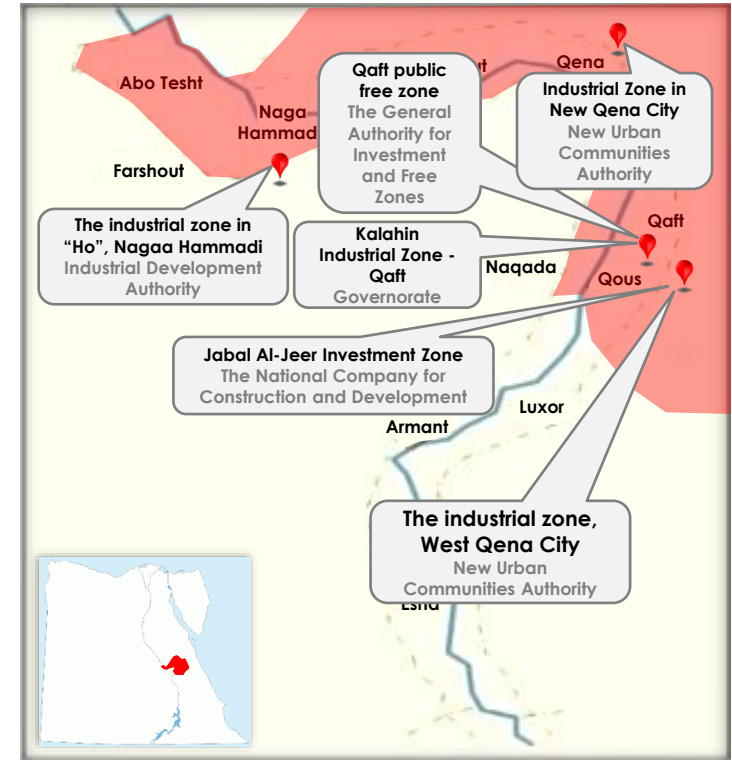 Qena
Abo Tesht
Qaft public
free zone
The General
Authority for
Investment
and Free
Zones
Industrial Zone in
New Qena City
New Urban
Communities
Authority
Naga
Hammad
Farshout
The industrial zone in
“Ho”, Nagaa Hammadi
Industrial Development
Authority
Kalahin
Industrial Zone -
Qaft
Governorate
Qaft
Naqada
Qous
Jabal Al-Jeer Investment Zone
The National Company for
Construction and Development
Luxor
Armant
The industrial zone,
West Qena City
New Urban
Communities Authority